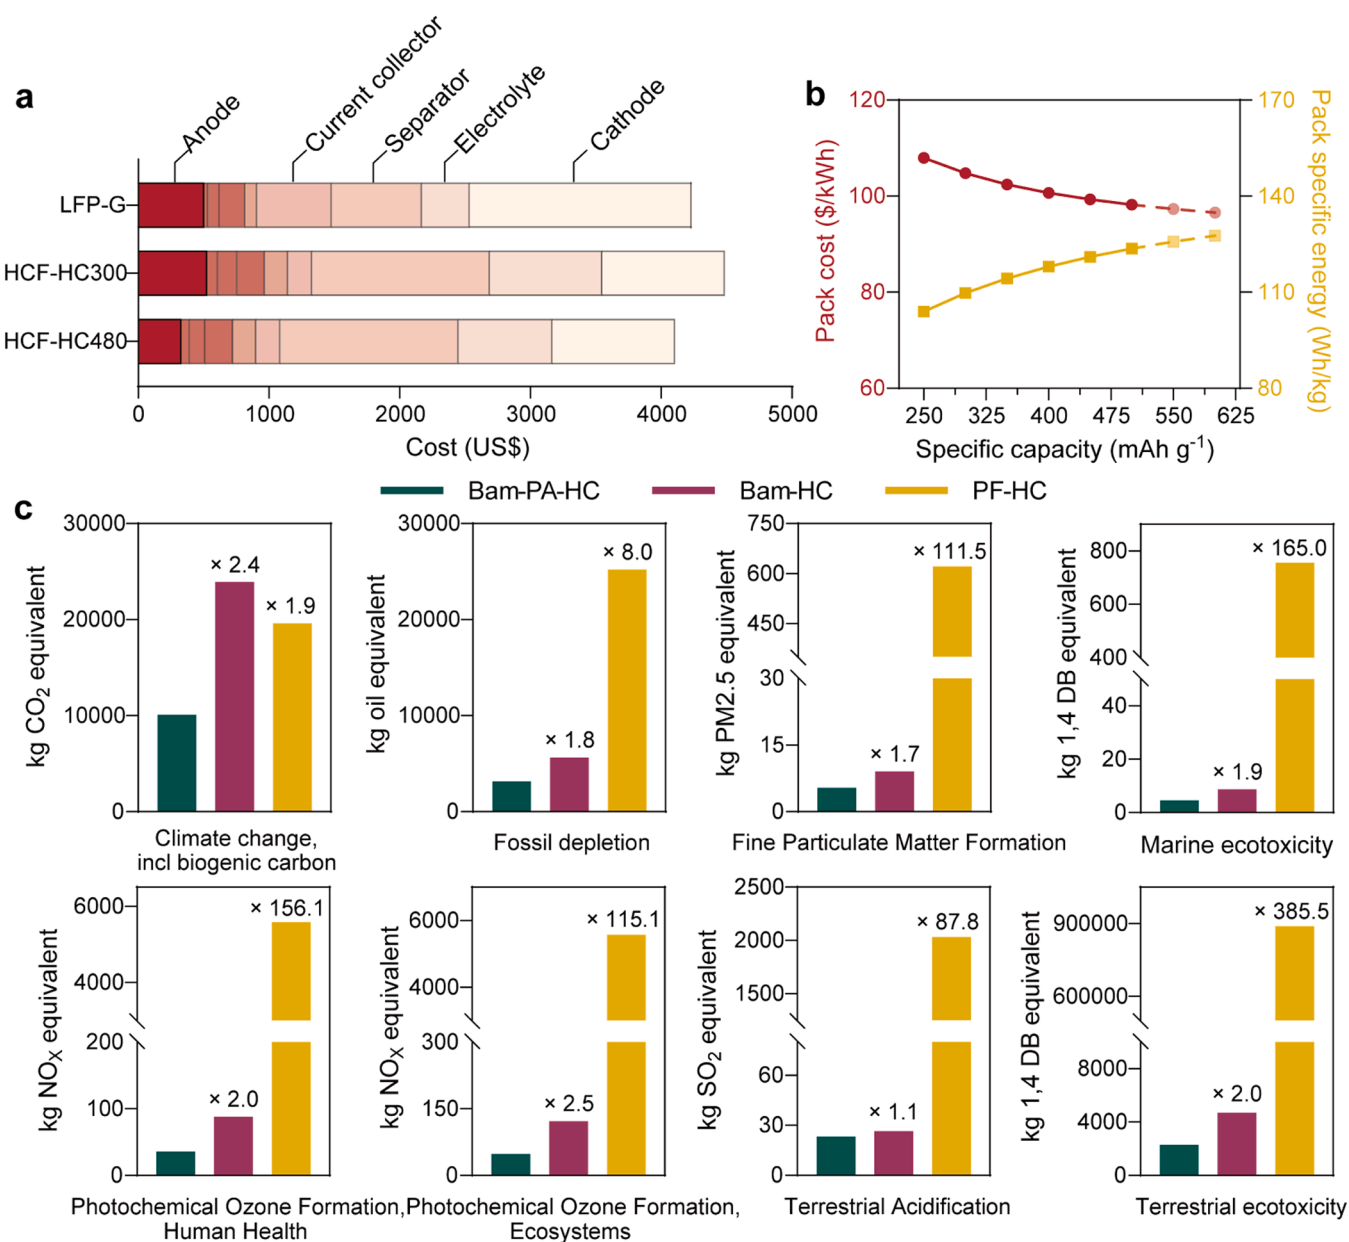 a
Anode
Current collector
Separator
Electrolyte
Cathode
LFP-G
HCF-HC300
HCF-HC480
0 1000 2000 3000 4000 5000
Cost (US$)
b
Pack cost ($/kWh)
120
100
80
60
170
140
110
80
Pack specific energy (Wh/kg)
250 325 400 475 550 625
Specific capacity (mAh g⁻¹)
c
Bam-PA-HC Bam-HC PF-HC
kg CO₂ equivalent
30000
20000
10000
0
× 2.4
× 1.9
Climate change,
incl biogenic carbon
kg oil equivalent
30000
20000
10000
0
× 1.8
× 8.0
Fossil depletion
kg PM2.5 equivalent
750
600
450
30
15
0
× 1.7
× 111.5
Fine Particulate Matter Formation
kg 1,4 DB equivalent
800
600
400
40
20
0
× 1.9
× 165.0
Marine ecotoxicity
kg NOₓ equivalent
6000
4000
200
100
0
× 2.0
× 156.1
Photochemical Ozone Formation,
Human Health
kg NOₓ equivalent
6000
4000
300
150
0
× 2.5
× 115.1
Photochemical Ozone Formation,
Ecosystems
kg SO₂ equivalent
2500
2000
1500
60
30
0
× 1.1
× 87.8
Terrestrial Acidification
kg 1,4 DB equivalent
900000
600000
8000
4000
0
× 2.0
× 385.5
Terrestrial ecotoxicity